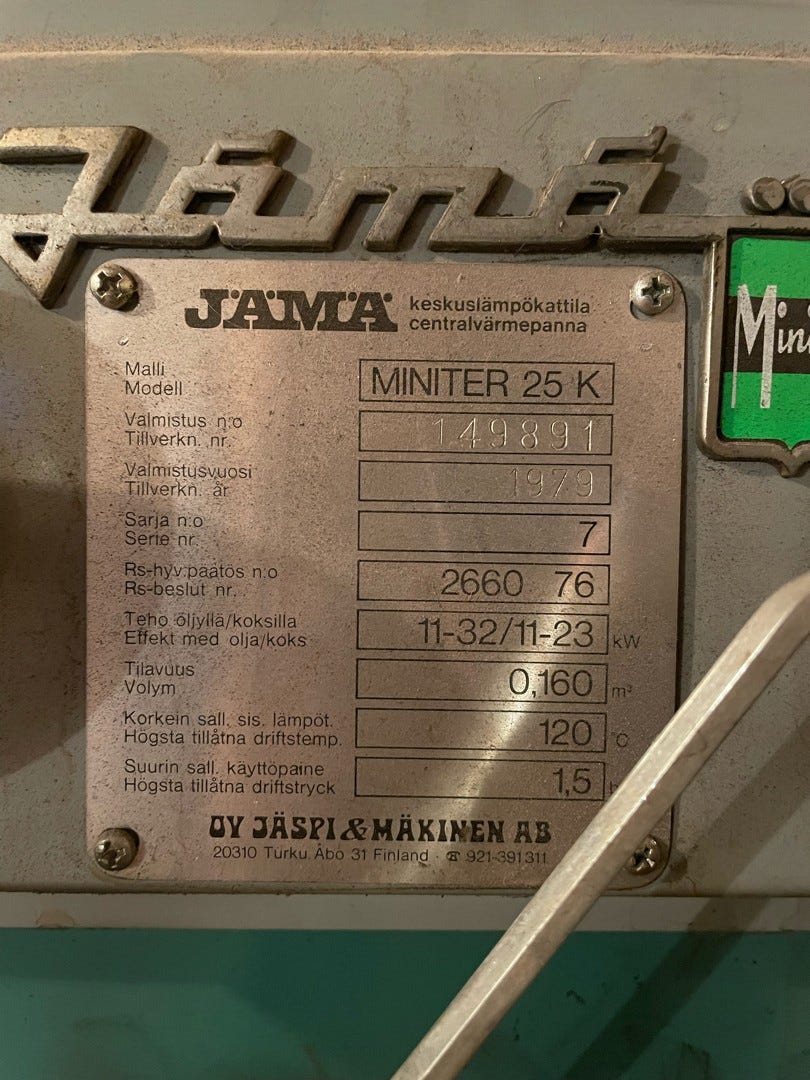 Jämä
Mini
JÄMÄ keskuslämpökattila
centralvärmepanna
Malli
Modell
MINITER 25 K
Valmistus n:o
Tillverkn. nr.
149891
Valmistusvuosi
Tillverkn. år
1979
Sarja n:o
Serie nr.
7
Rs-hyv.päätös n:o
Rs-beslut nr.
2660 76
Teho öljyllä/koksilla
Effekt med olja/koks
11-32/11-23 kW
Tilavuus
Volym
0,160 m³
Korkein sall. sis. lämpöt.
Högsta tillåtna driftstemp.
120 °C
Suurin sall. käyttöpaine
Högsta tillåtna driftstryck
1,5
OY JÄSPI & MÄKINEN AB
20310 Turku Åbo 31 Finland · ☎ 921-391311